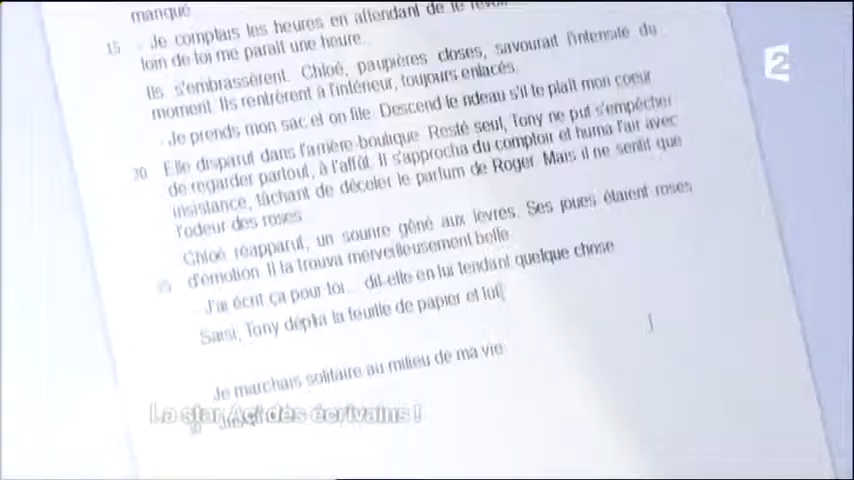 manqué
15 - Je comptais les heures en attendant de te revoir
loin de toi me paraît une heure...
Ils s'embrassèrent. Chloé, paupières closes, savourait l'intensité du
moment. Ils rentrèrent à l'intérieur, toujours enlacés.
- Je prends mon sac et on file. Descend le rideau s'il te plaît mon coeur
20 Elle disparut dans l'arrière-boutique. Resté seul, Tony ne put s'empêcher
de regarder partout, à l'affût. Il s'approcha du comptoir et huma l'air avec
insistance, tâchant de déceler le parfum de Roger. Mais il ne sentit que
l'odeur des roses.
Chloé réapparut, un sourire gêné aux lèvres. Ses joues étaient roses
25 d'émotion. Il la trouva merveilleusement belle.
- J'ai écrit ça pour toi... dit-elle en lui tendant quelque chose
Saisi, Tony déplia la feuille de papier et lut
Je marchais solitaire au milieu de ma vie
La star Ac' des écrivains !
2